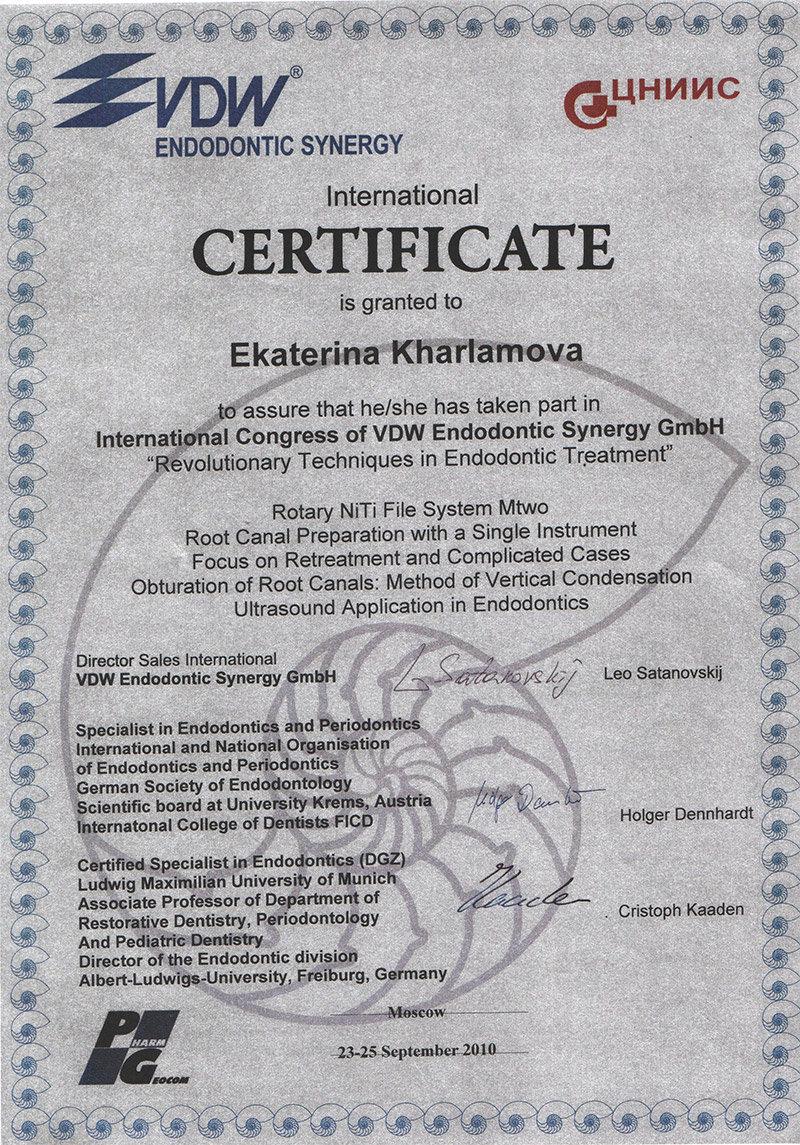 VDW®
ENDODONTIC SYNERGY
ЦНИИС
International
CERTIFICATE
is granted to
Ekaterina Kharlamova
to assure that he/she has taken part in
International Congress of VDW Endodontic Synergy GmbH
“Revolutionary Techniques in Endodontic Treatment”
Rotary NiTi File System Mtwo
Root Canal Preparation with a Single Instrument
Focus on Retreatment and Complicated Cases
Obturation of Root Canals: Method of Vertical Condensation
Ultrasound Application in Endodontics
Director Sales International
VDW Endodontic Synergy GmbH
L Satanovskij
Leo Satanovskij
Specialist in Endodontics and Periodontics
International and National Organisation
of Endodontics and Periodontics
German Society of Endodontology
Scientific board at University Krems, Austria
Internatonal College of Dentists FICD
Holger Dennhardt
Certified Specialist in Endodontics (DGZ)
Ludwig Maximilian University of Munich
Associate Professor of Department of
Restorative Dentistry, Periodontology
And Pediatric Dentistry
Director of the Endodontic division
Albert-Ludwigs-University, Freiburg, Germany
Kaaden
Cristoph Kaaden
PHARM
GEOCOM
Moscow
23-25 September 2010